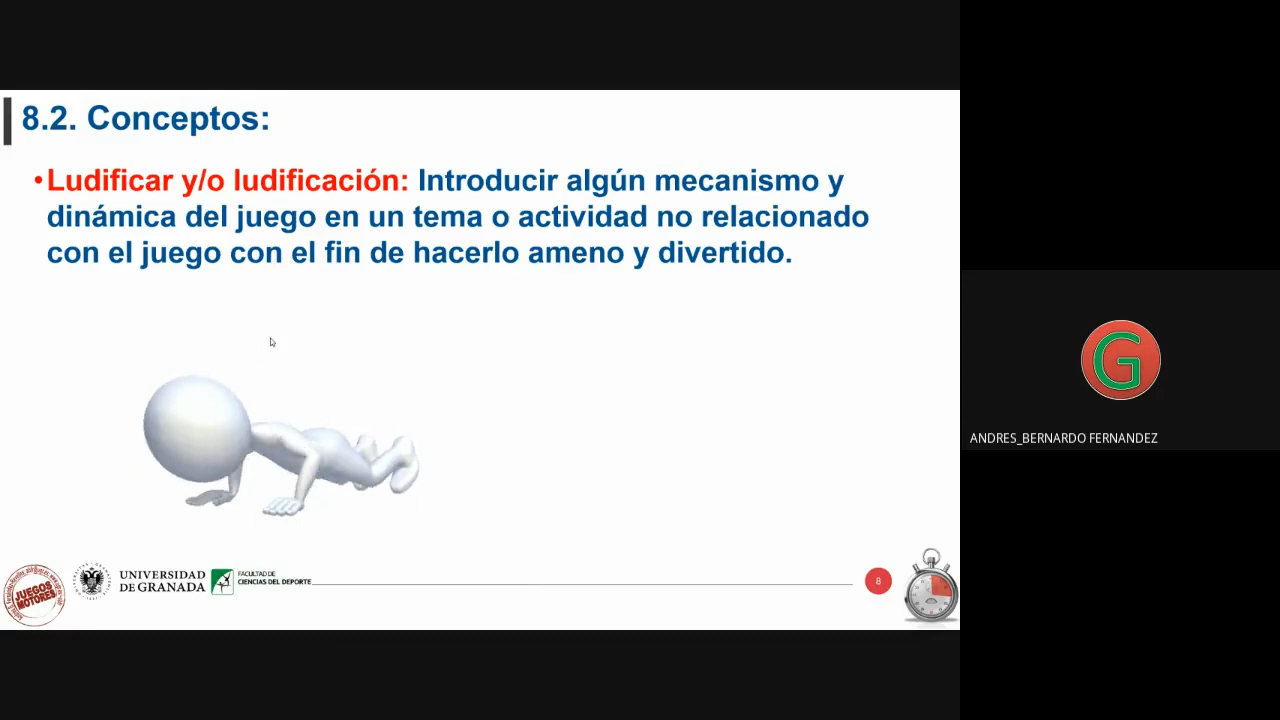 8.2. Conceptos:
•Ludificar y/o ludificación: Introducir algún mecanismo y
dinámica del juego en un tema o actividad no relacionado
con el juego con el fin de hacerlo ameno y divertido.
G
ANDRES_BERNARDO FERNANDEZ
JUEGOS
MOTORES
UNIVERSIDAD
DE GRANADA
FACULTAD DE
CIENCIAS DEL DEPORTE
8